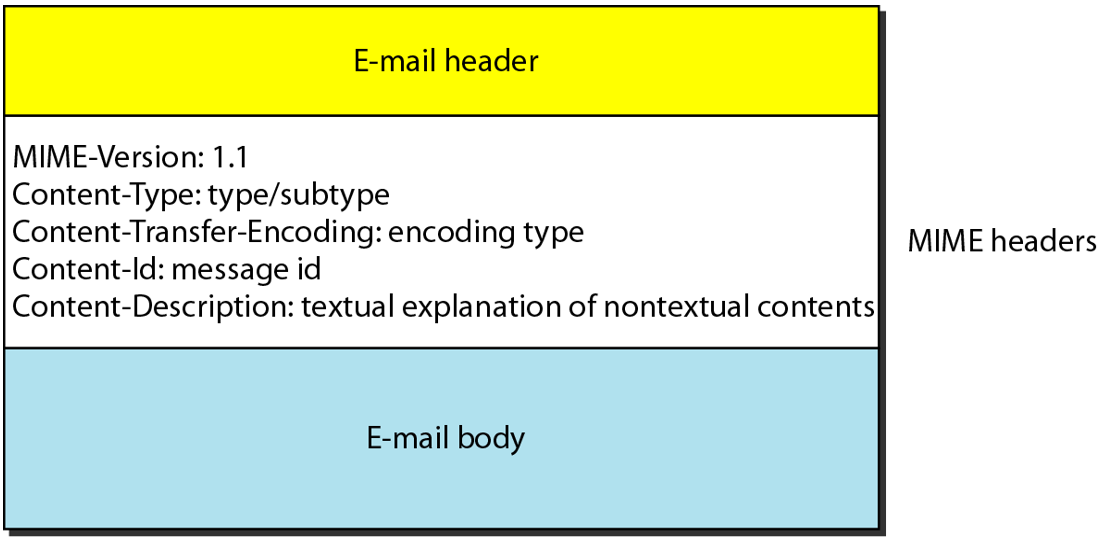 E-mail header
MIME-Version: 1.1
Content-Type: type/subtype
Content-Transfer-Encoding: encoding type
Content-Id: message id
Content-Description: textual explanation of nontextual contents
MIME headers
E-mail body